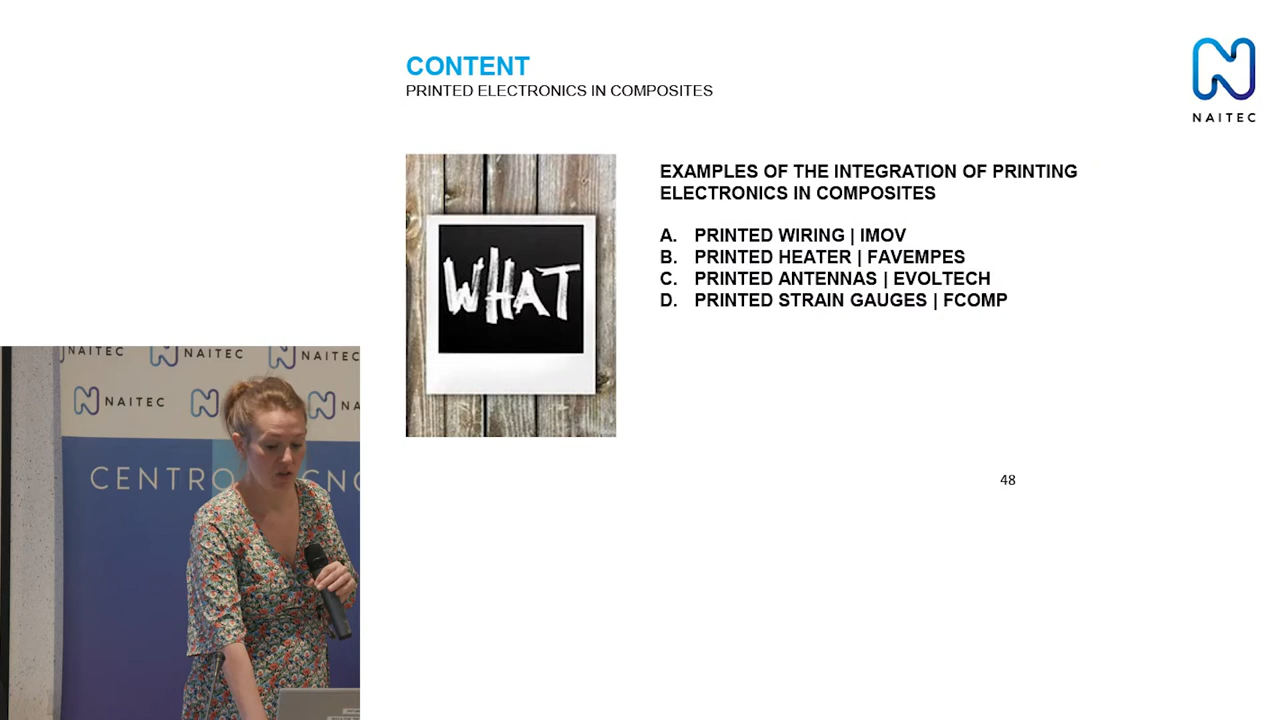 CONTENT
PRINTED ELECTRONICS IN COMPOSITES
NAITEC
WHAT
EXAMPLES OF THE INTEGRATION OF PRINTING
ELECTRONICS IN COMPOSITES
A. PRINTED WIRING | IMOV
B. PRINTED HEATER | FAVEMPES
C. PRINTED ANTENNAS | EVOLTECH
D. PRINTED STRAIN GAUGES | FCOMP
48
NAITEC NAITEC NAITEC
NAITEC NA
CENTRO